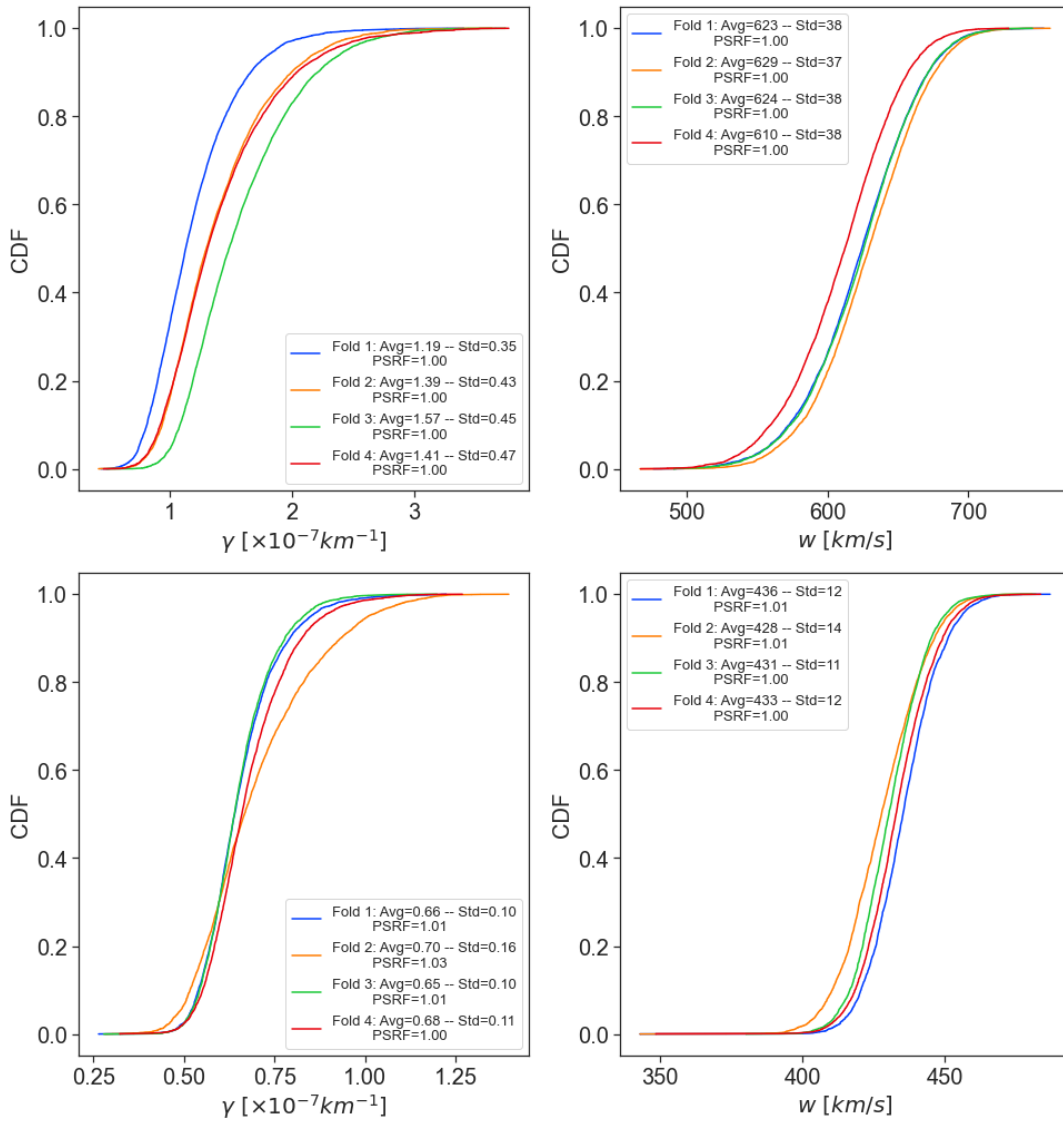 1.0
0.8
0.6
0.4
0.2
0.0
CDF
1 2 3
γ [×10⁻⁷km⁻¹]
Fold 1: Avg=1.19 -- Std=0.35
PSRF=1.00
Fold 2: Avg=1.39 -- Std=0.43
PSRF=1.00
Fold 3: Avg=1.57 -- Std=0.45
PSRF=1.00
Fold 4: Avg=1.41 -- Std=0.47
PSRF=1.00
1.0
0.8
0.6
0.4
0.2
0.0
CDF
500 600 700
w [km/s]
Fold 1: Avg=623 -- Std=38
PSRF=1.00
Fold 2: Avg=629 -- Std=37
PSRF=1.00
Fold 3: Avg=624 -- Std=38
PSRF=1.00
Fold 4: Avg=610 -- Std=38
PSRF=1.00
1.0
0.8
0.6
0.4
0.2
0.0
CDF
0.25 0.50 0.75 1.00 1.25
γ [×10⁻⁷km⁻¹]
Fold 1: Avg=0.66 -- Std=0.10
PSRF=1.01
Fold 2: Avg=0.70 -- Std=0.16
PSRF=1.03
Fold 3: Avg=0.65 -- Std=0.10
PSRF=1.01
Fold 4: Avg=0.68 -- Std=0.11
PSRF=1.00
1.0
0.8
0.6
0.4
0.2
0.0
CDF
350 400 450
w [km/s]
Fold 1: Avg=436 -- Std=12
PSRF=1.01
Fold 2: Avg=428 -- Std=14
PSRF=1.01
Fold 3: Avg=431 -- Std=11
PSRF=1.00
Fold 4: Avg=433 -- Std=12
PSRF=1.00